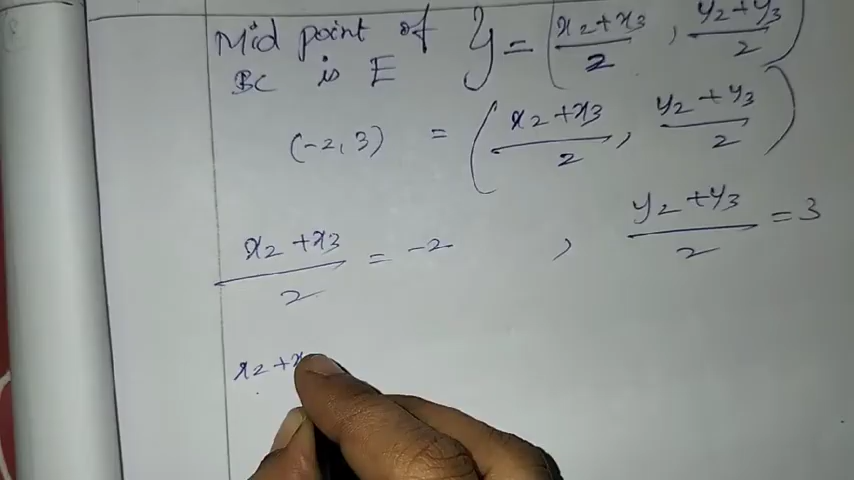 Mid point of BC is E } = ( x2+x3 / 2 , y2+y3 / 2 )
(-2, 3) = ( x2+x3 / 2 , y2+y3 / 2 )
x2+x3 / 2 = -2 , y2+y3 / 2 = 3
x2+x